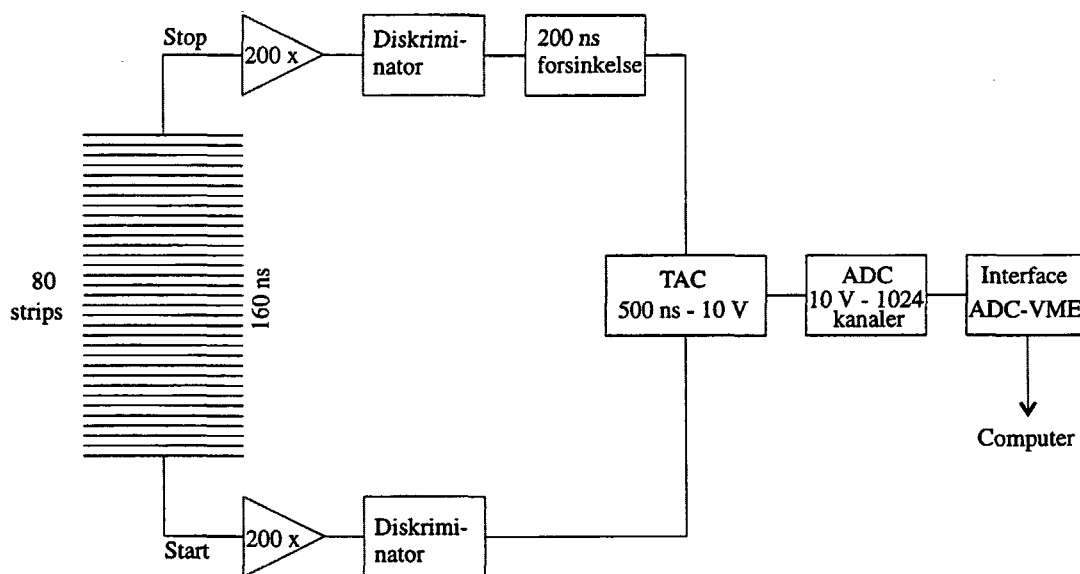 Stop
200 x
Diskrimi-
nator
200 ns
forsinkelse
80
strips
160 ns
TAC
500 ns - 10 V
ADC
10 V - 1024
kanaler
Interface
ADC-VME
Computer
Start
200 x
Diskrimi-
nator